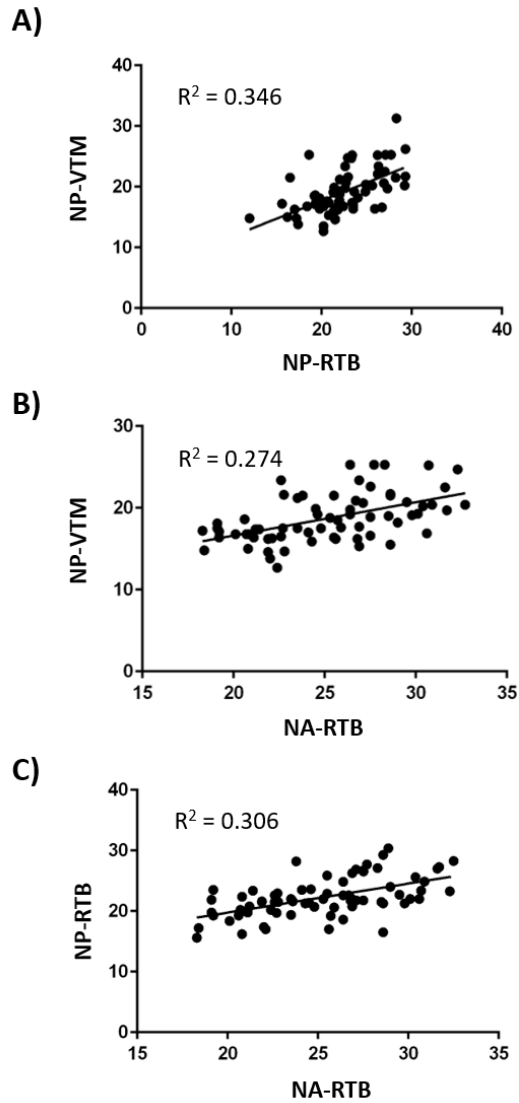 A)
R² = 0.346
NP-VTM
40
30
20
10
0
0 10 20 30 40
NP-RTB
B)
R² = 0.274
NP-VTM
30
20
10
0
15 20 25 30 35
NA-RTB
C)
R² = 0.306
NP-RTB
40
30
20
10
0
15 20 25 30 35
NA-RTB